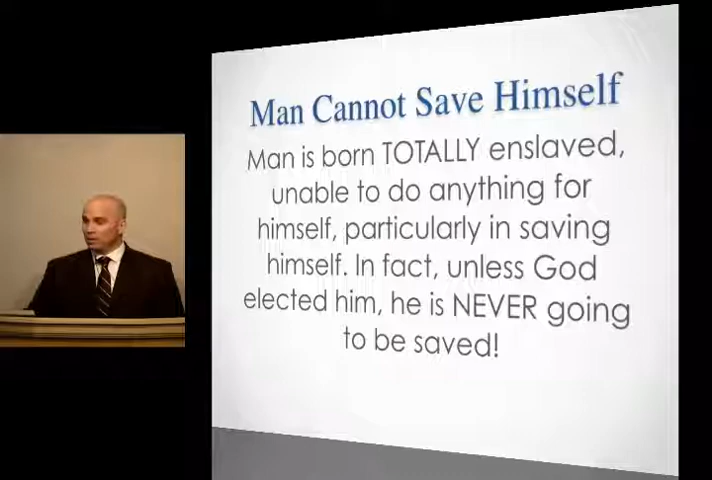 Man Cannot Save Himself
Man is born TOTALLY enslaved,
unable to do anything for
himself, particularly in saving
himself. In fact, unless God
elected him, he is NEVER going
to be saved!